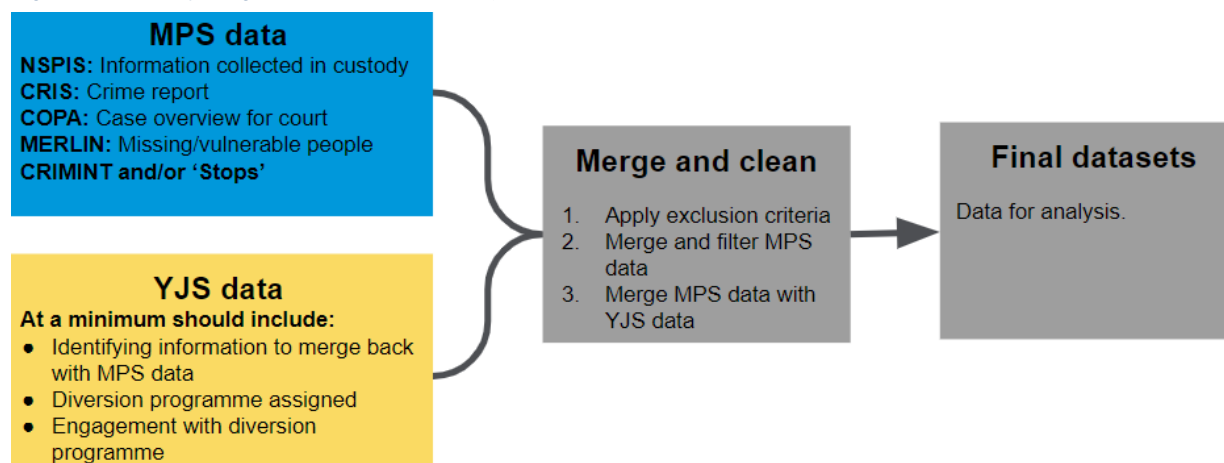 MPS data
NSPIS: Information collected in custody
CRIS: Crime report
COPA: Case overview for court
MERLIN: Missing/vulnerable people
CRIMINT and/or ‘Stops’
YJS data
At a minimum should include:
● Identifying information to merge back
with MPS data
● Diversion programme assigned
● Engagement with diversion
programme
Merge and clean
1. Apply exclusion criteria
2. Merge and filter MPS
data
3. Merge MPS data with
YJS data
Final datasets
Data for analysis.